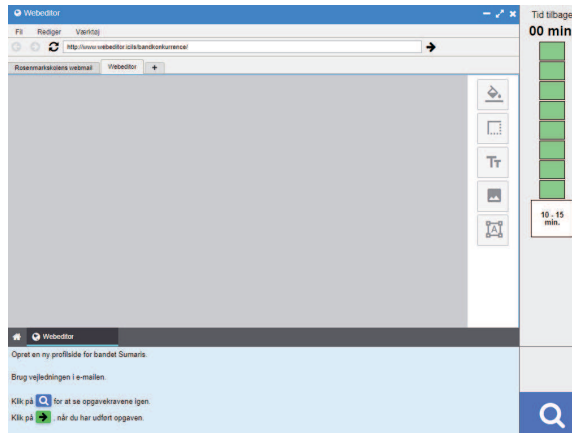 Webeditor
Tid tilbage
Fil Rediger Værktøj
00 min
http://www.webeditor.icils/bandkonkurrence/
Rosenmarkskolens webmail Webeditor +
TT
A
10 - 15
min.
Webeditor
Opret en ny profilside for bandet Sumaris.
Brug vejledningen i e-mailen.
Klik på for at se opgavekravene igen.
Klik på , når du har udført opgaven.